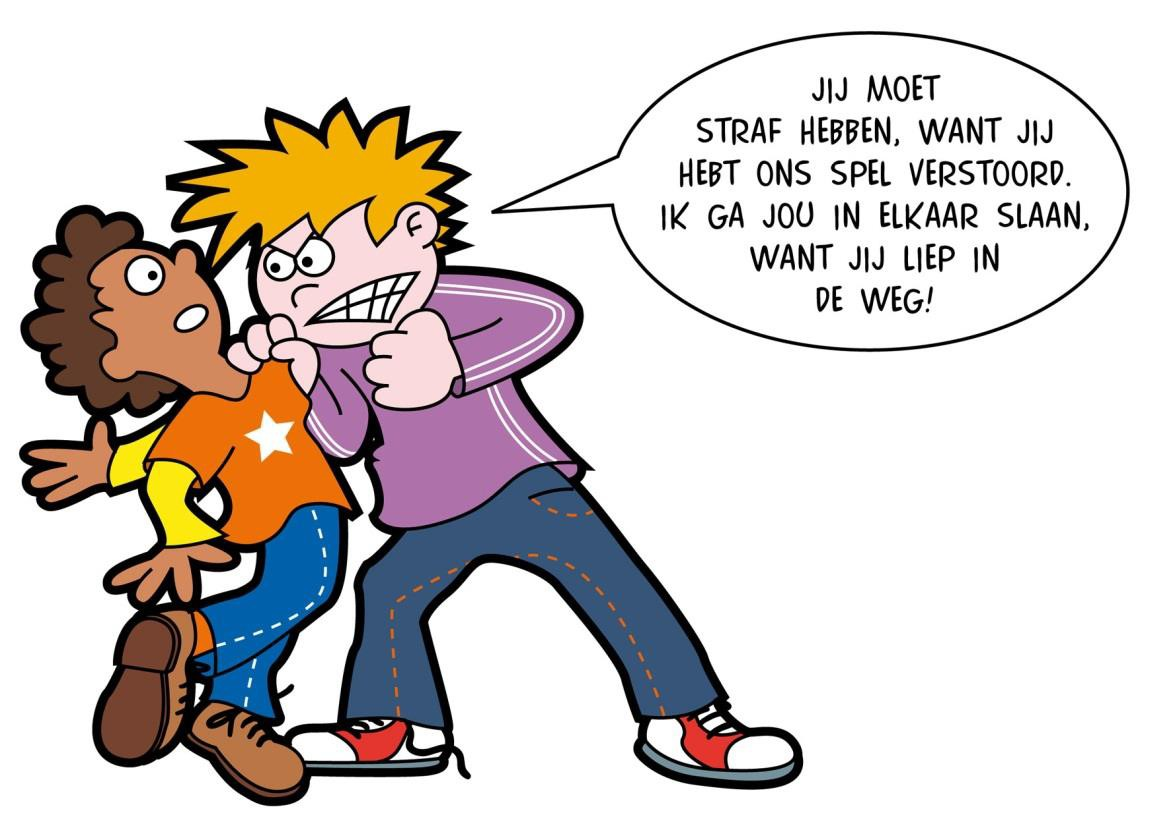 JIJ MOET
STRAF HEBBEN, WANT JIJ
HEBT ONS SPEL VERSTOORD.
IK GA JOU IN ELKAAR SLAAN,
WANT JIJ LIEP IN
DE WEG!